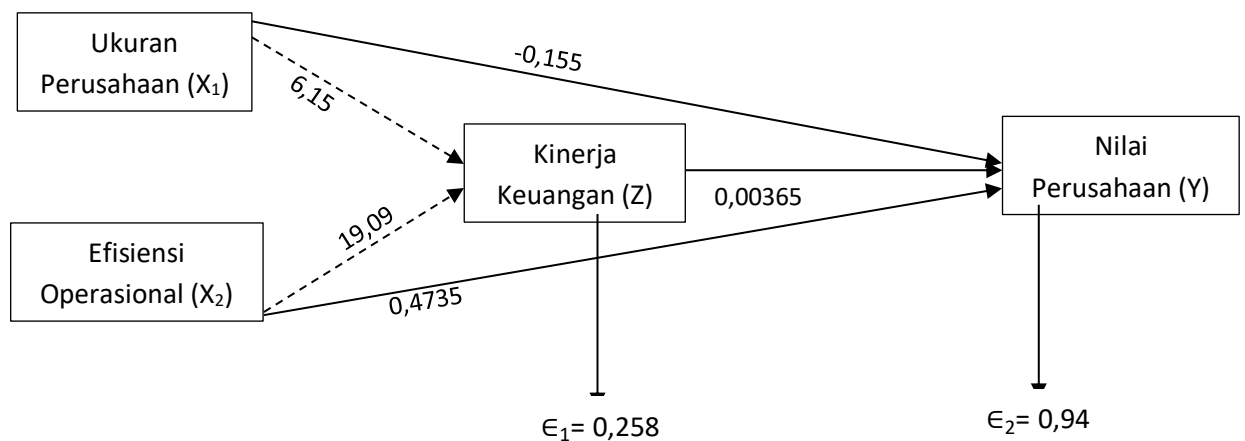 Ukuran
Perusahaan (X₁)
-0,155
6,15
Kinerja
Keuangan (Z)
Nilai
Perusahaan (Y)
0,00365
19,09
Efisiensi
Operasional (X₂)
0,4735
∈₁= 0,258
∈₂= 0,94